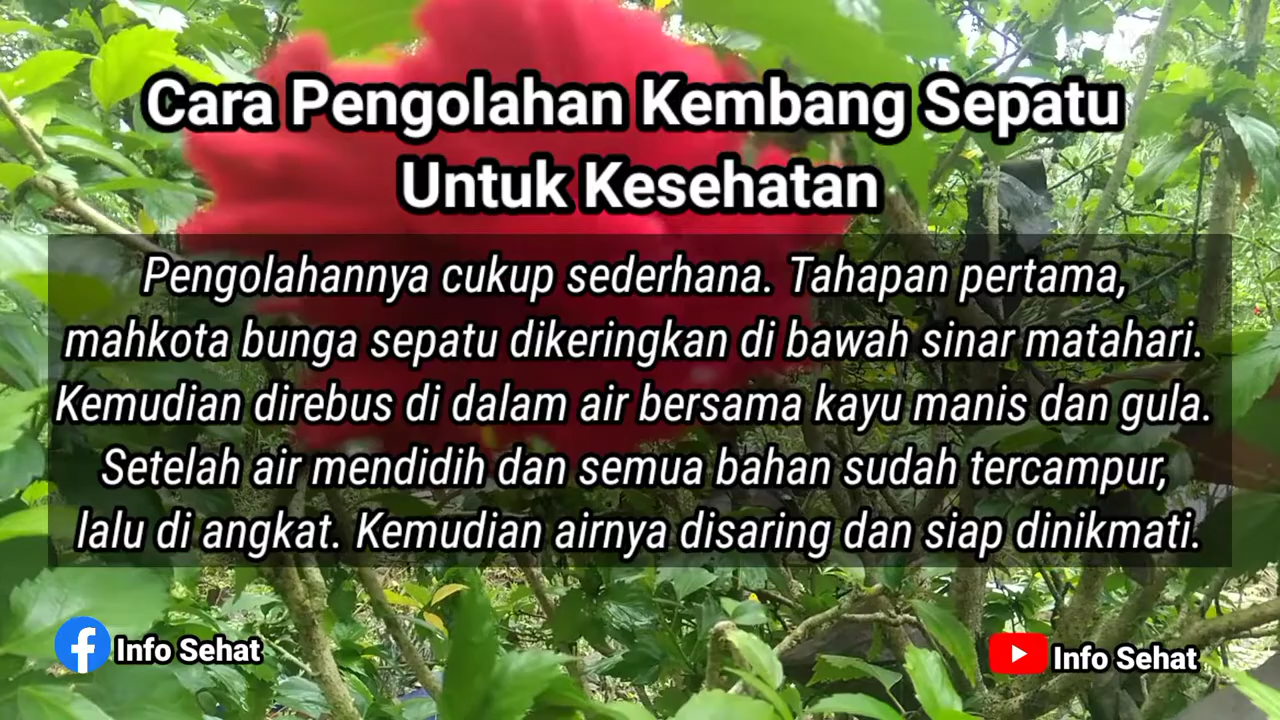 Cara Pengolahan Kembang Sepatu
Untuk Kesehatan
Pengolahannya cukup sederhana. Tahapan pertama,
mahkota bunga sepatu dikeringkan di bawah sinar matahari.
Kemudian direbus di dalam air bersama kayu manis dan gula.
Setelah air mendidih dan semua bahan sudah tercampur,
lalu di angkat. Kemudian airnya disaring dan siap dinikmati.
Info Sehat
Info Sehat